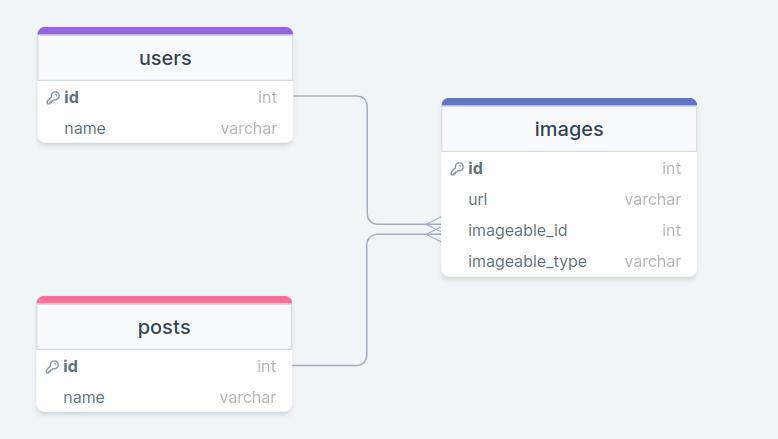 users
id int
name varchar
images
id int
url varchar
imageable_id int
imageable_type varchar
posts
id int
name varchar